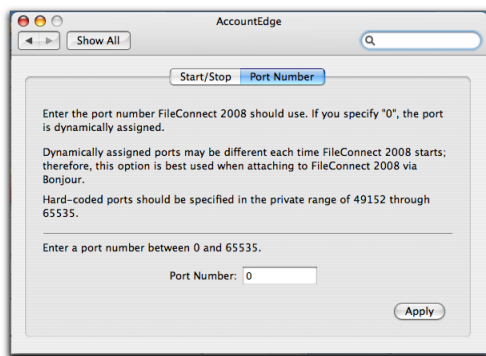 AccountEdge
Show All
Start/Stop Port Number
Enter the port number FileConnect 2008 should use. If you specify "0", the port
is dynamically assigned.
Dynamically assigned ports may be different each time FileConnect 2008 starts;
therefore, this option is best used when attaching to FileConnect 2008 via
Bonjour.
Hard-coded ports should be specified in the private range of 49152 through
65535.
Enter a port number between 0 and 65535.
Port Number: 0
Apply